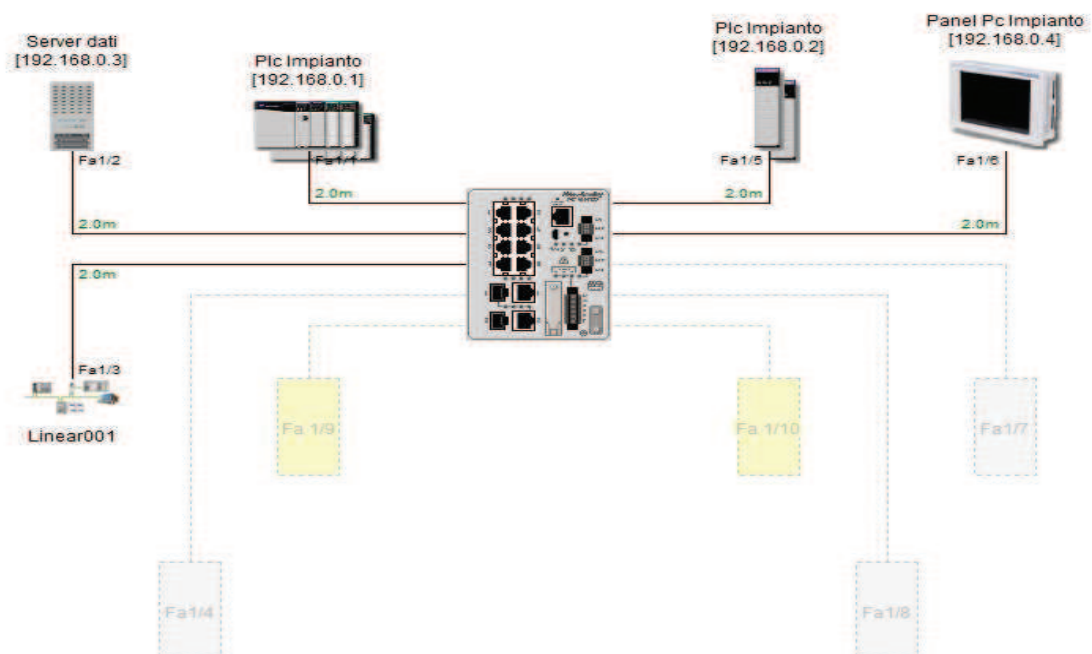 Server dati
[192.168.0.3]
Plc Impianto
[192.168.0.1]
Plc Impianto
[192.168.0.2]
Panel Pc Impianto
[192.168.0.4]
Fa1/2
Fa1/1
Fa1/5
Fa1/6
2.0m
2.0m
2.0m
2.0m
2.0m
Fa1/3
Linear001
Fa 1/9
Fa 1/10
Fa1/7
Fa1/4
Fa1/8